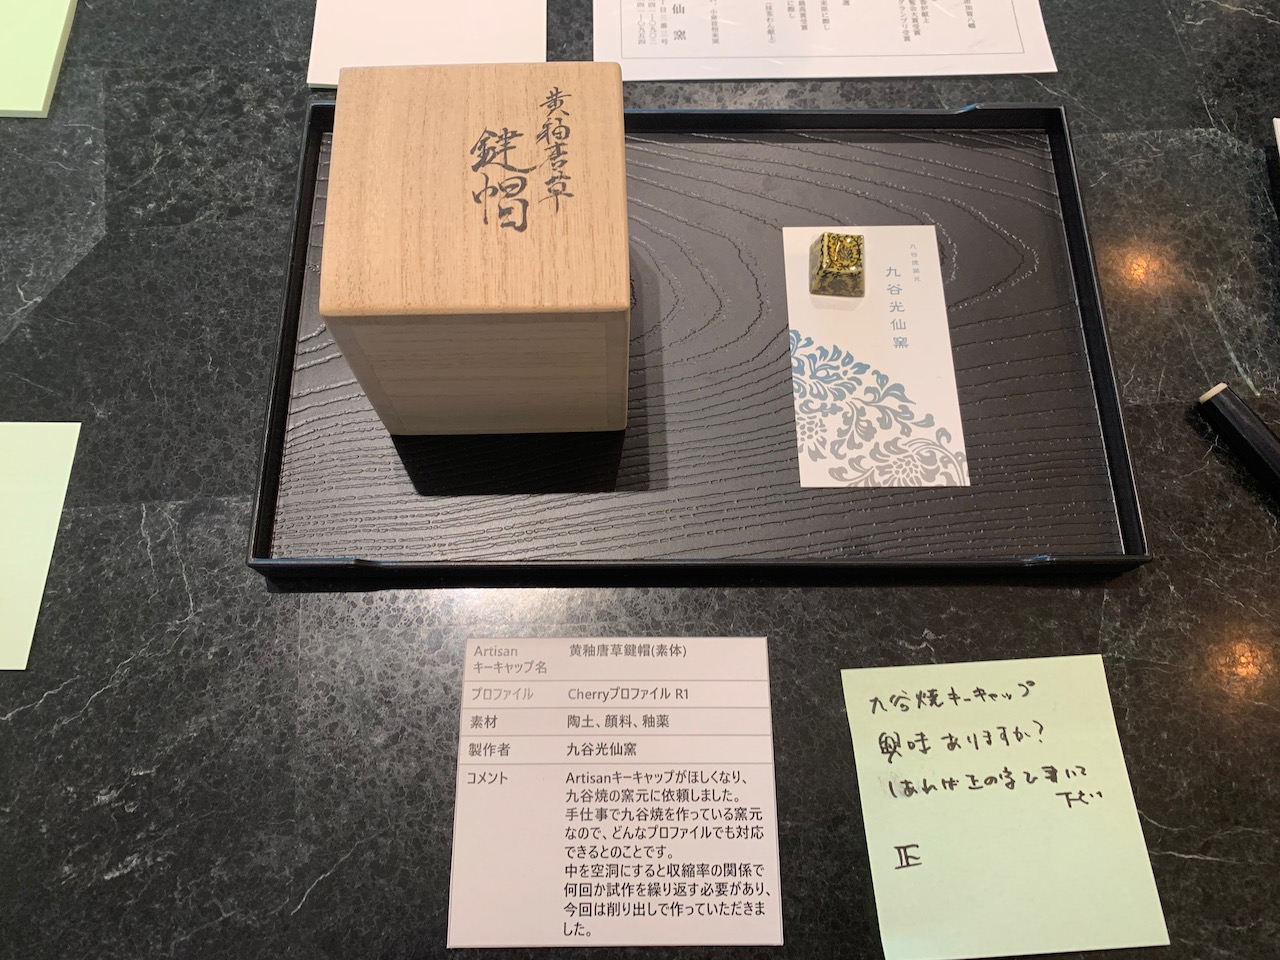 仙窯
黄釉唐草
鍵帽
九谷焼窯元
九谷光仙窯
Artisan
キーキャップ名
黄釉唐草鍵帽(素体)
プロファイル
CherryプロファイルR1
素材
陶土、顔料、釉薬
製作者
九谷光仙窯
コメント
Artisanキーキャップがほしくなり、
九谷焼の窯元に依頼しました。
手仕事で九谷焼を作っている窯元
なので、どんなプロファイルでも対応
できるとのことです。
中を空洞にすると収縮率の関係で
何回か試作を繰り返す必要があり、
今回は削り出しで作っていただきま
した。
九谷焼キーキャップ
興味ありますか?
あれば正の字を書いて
下さい
正